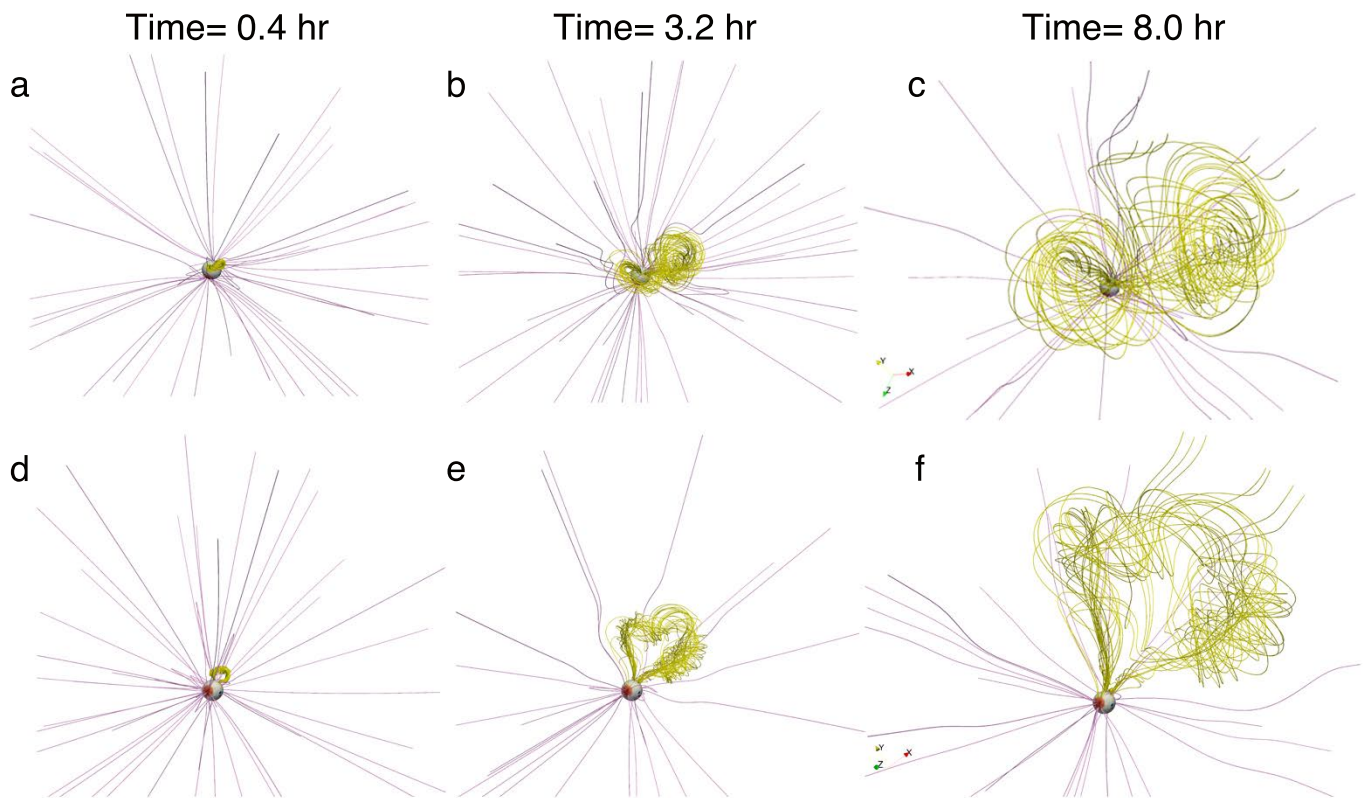 Time= 0.4 hr Time= 3.2 hr Time= 8.0 hr
a b c
Y X Z
d e f
Y X Z